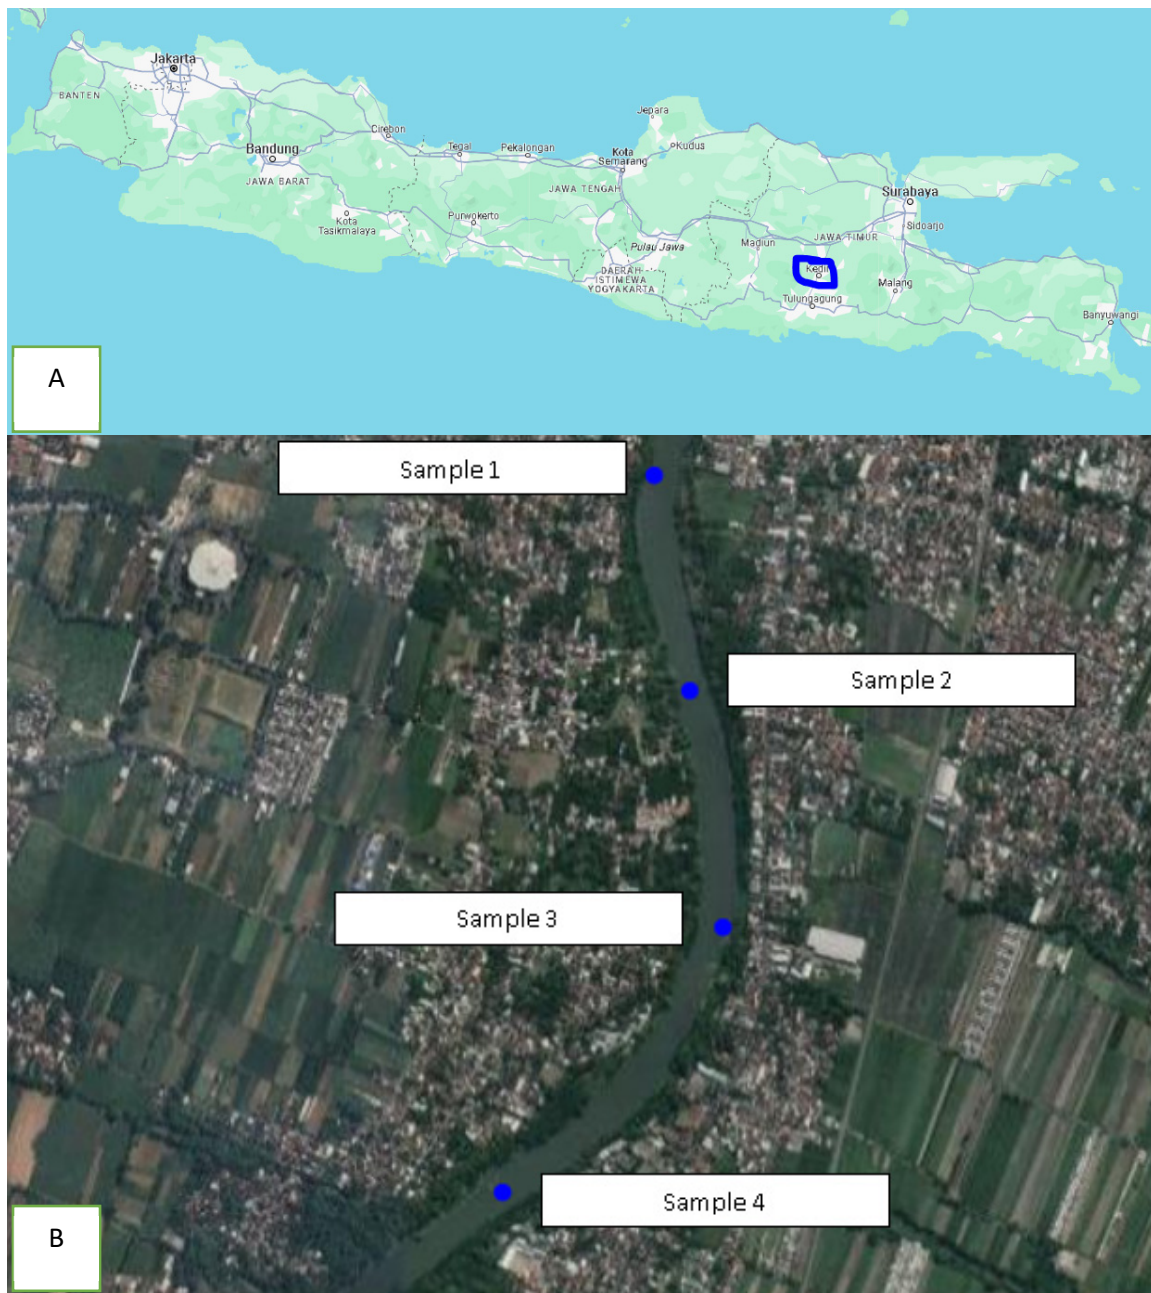 Jakarta
BANTEN
Bandung
JAWA BARAT
Cirebon
Kota
Tasikmalaya
Tegal
Pekalongan
Purwokerto
Jepara
Kudus
Kota
Semarang
JAWA TENGAH
Pulau Jawa
DAERAH
ISTIMEWA
YOGYAKARTA
Madiun
JAWA TIMUR
Surabaya
Sidoarjo
Kediri
Malang
Tulungagung
Banyuwangi
A
Sample 1
Sample 2
Sample 3
Sample 4
B